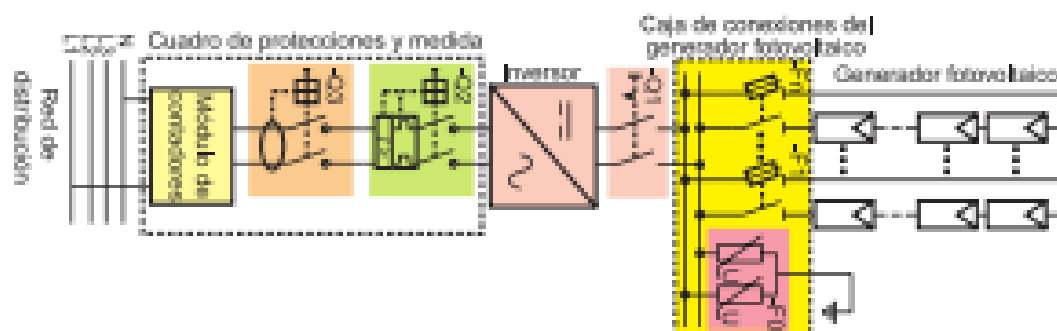 Caja de conexiones del
generador fotovoltaico
Cuadro de protecciones y medida
Inversor
Generador fotovoltaico
Red de
distribución
Módulo de
contadores
Q3
Q2
Q1